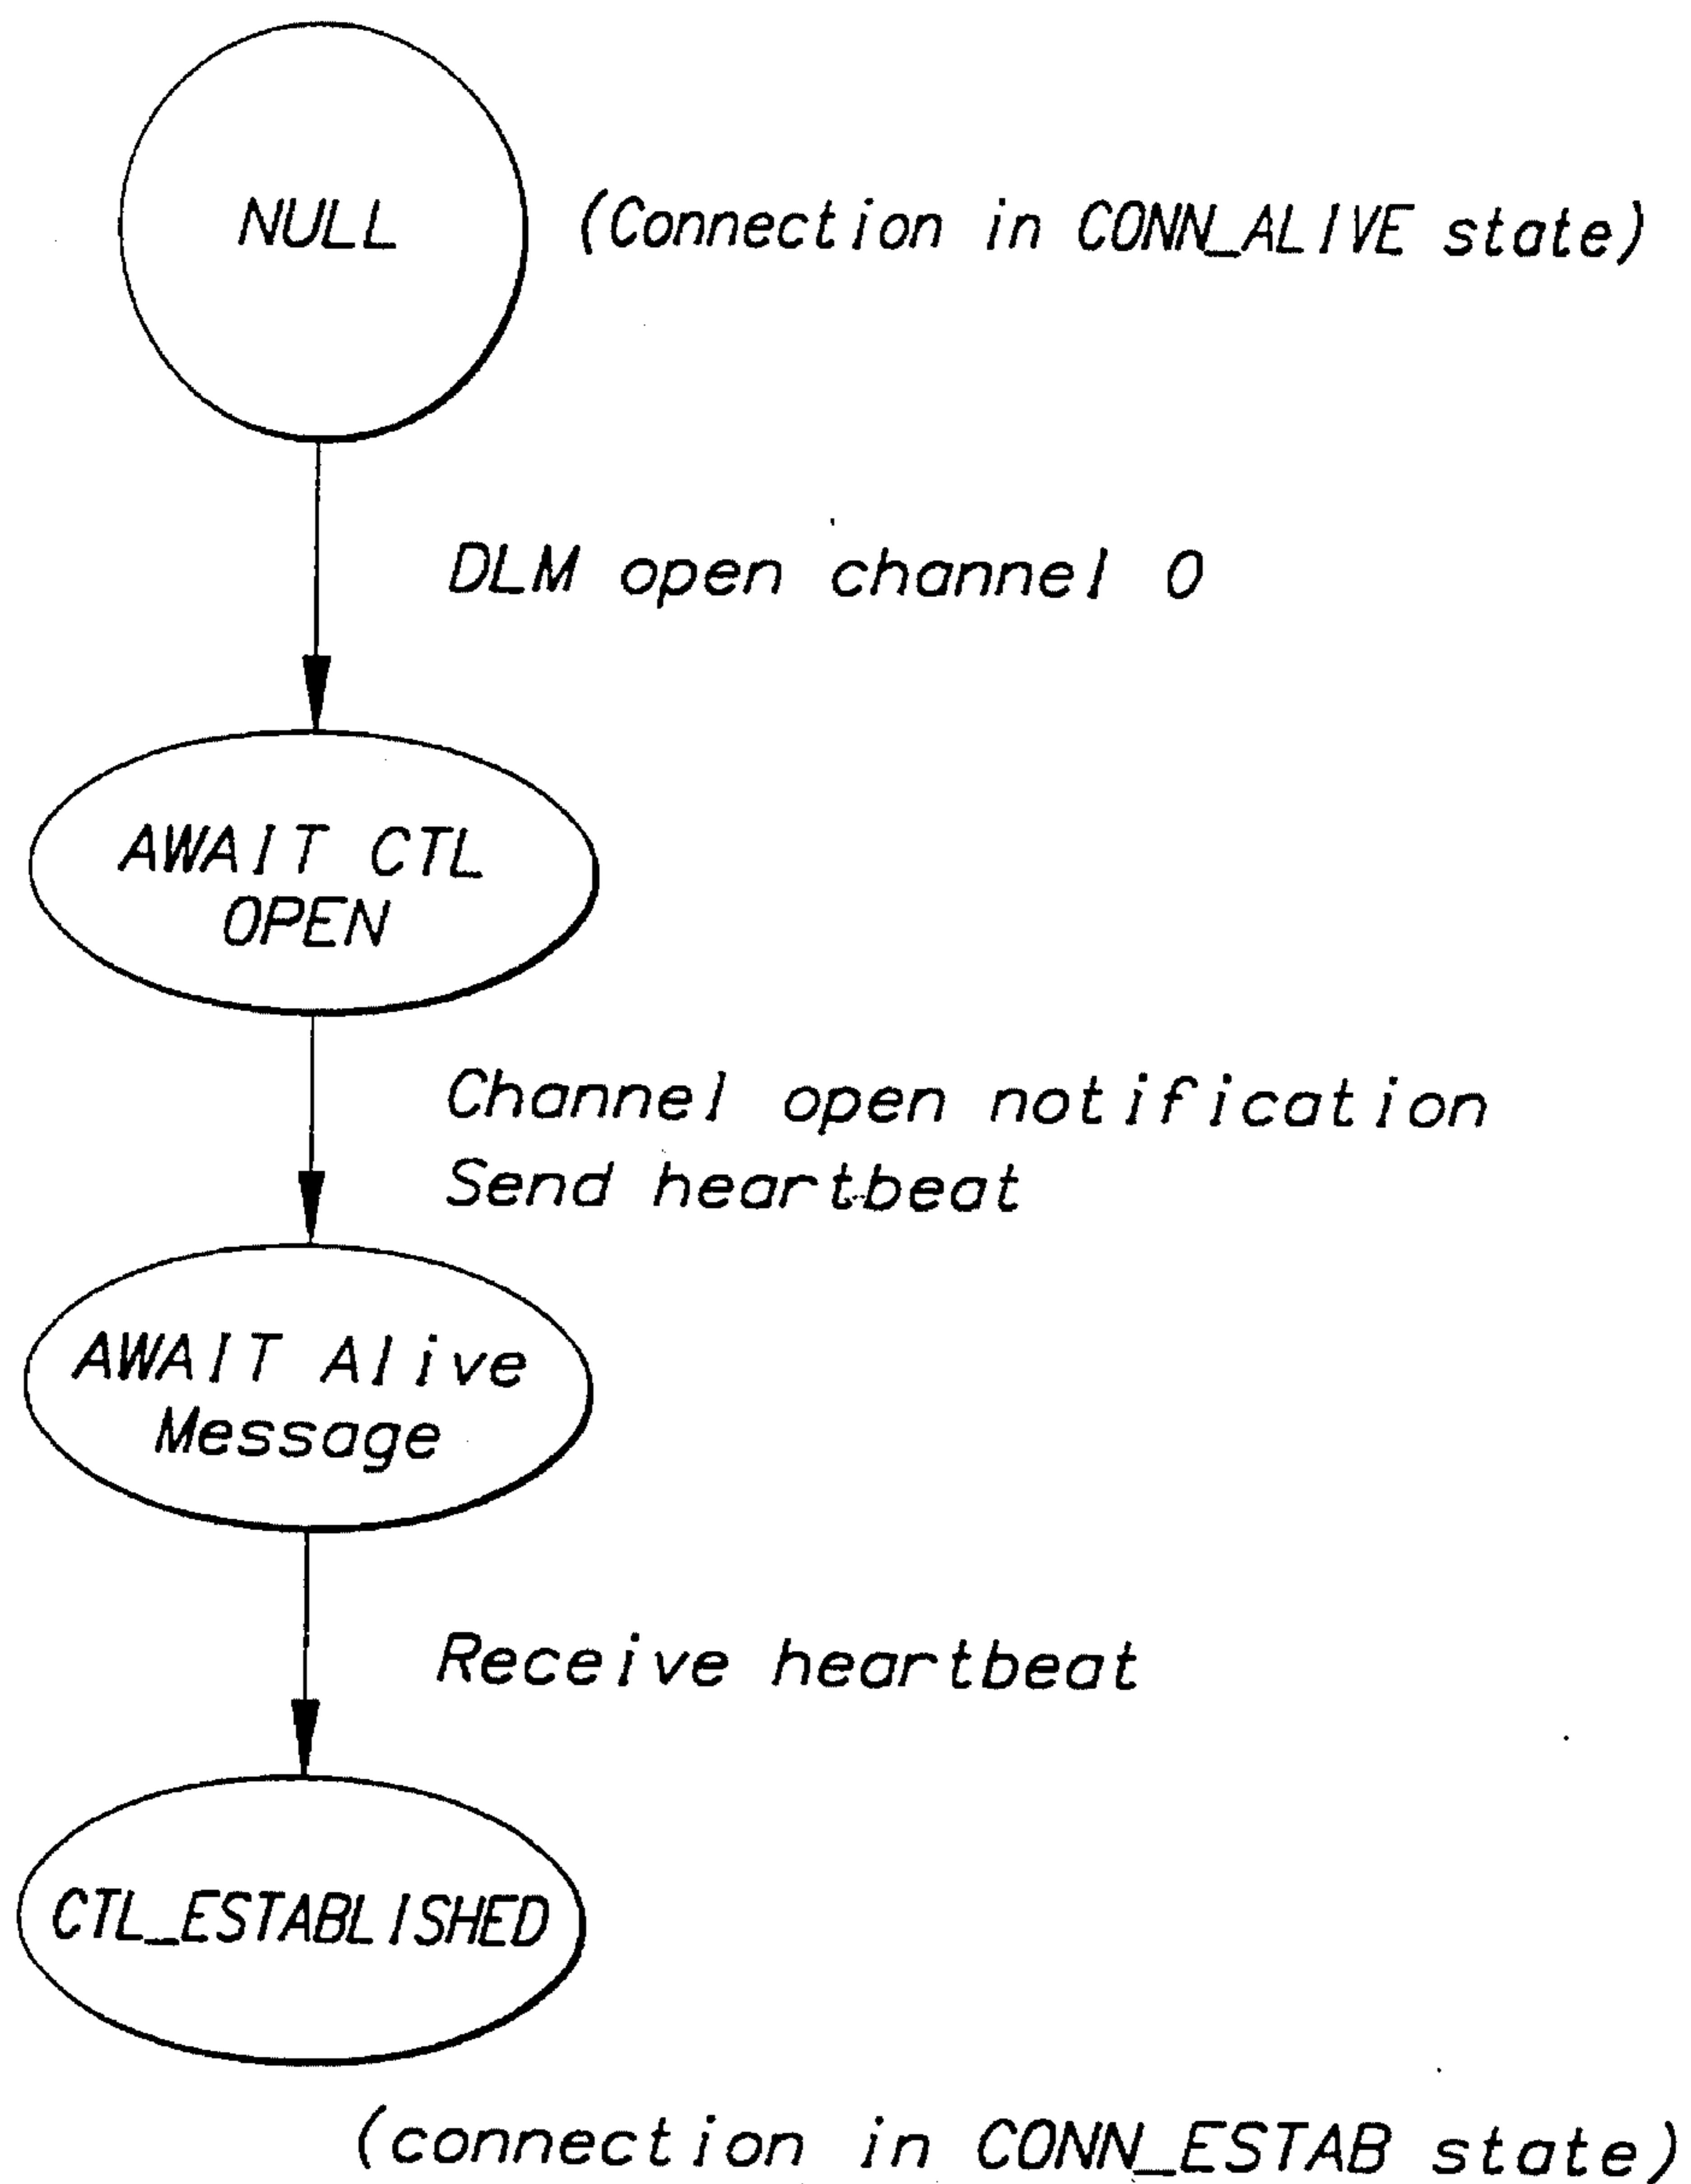 NULL
(Connection in CONN_ALIVE state)
DLM open channel 0
AWAIT CTL
OPEN
Channel open notification
Send heartbeat
AWAIT Alive
Message
Receive heartbeat
CTL_ESTABLISHED
(connection in CONN_ESTAB state)